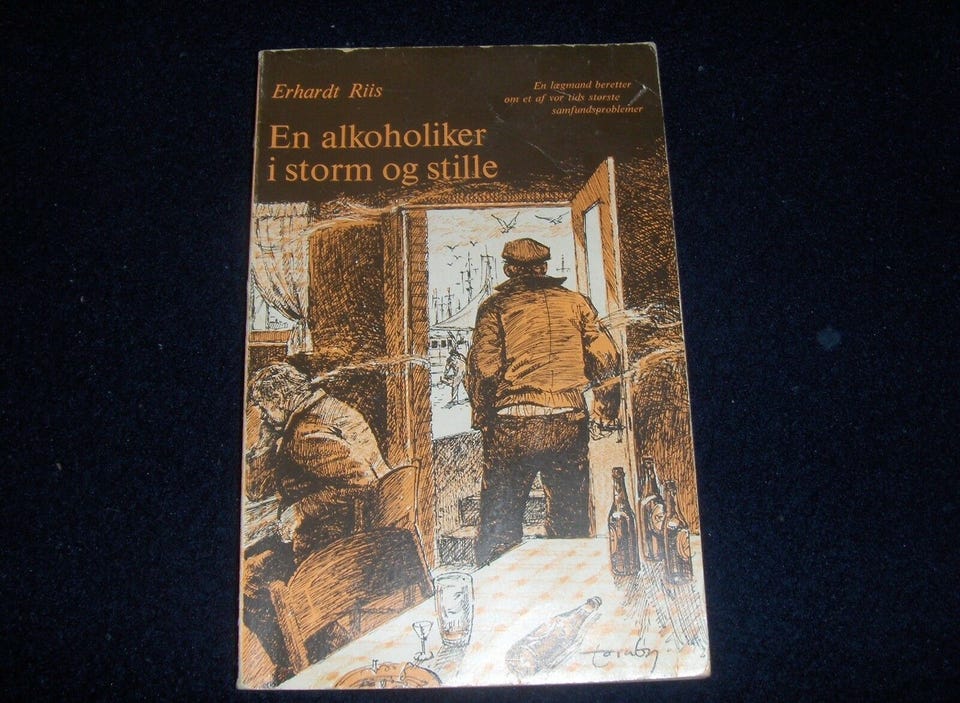 Erhardt Riis
En lægmand beretter
om et af vor tids største
samfundsproblemer
En alkoholiker
i storm og stille